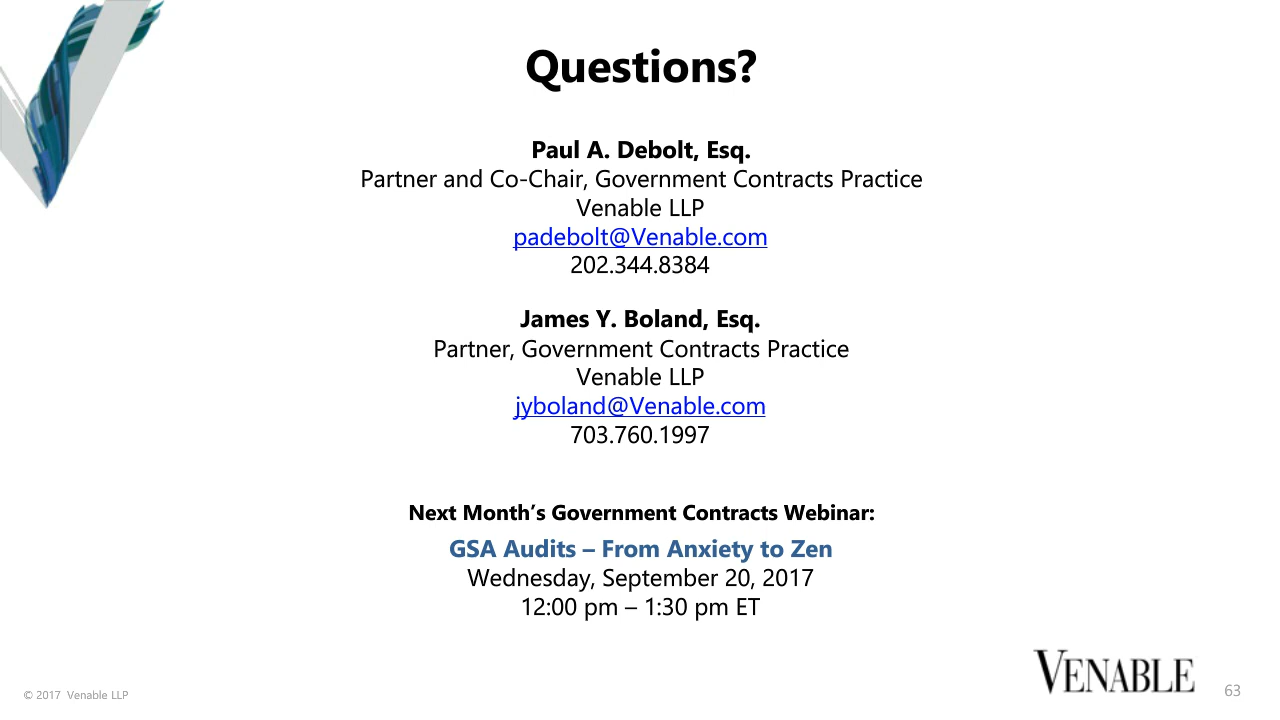 Questions?
Paul A. Debolt, Esq.
Partner and Co-Chair, Government Contracts Practice
Venable LLP
padebolt@Venable.com
202.344.8384
James Y. Boland, Esq.
Partner, Government Contracts Practice
Venable LLP
jyboland@Venable.com
703.760.1997
Next Month’s Government Contracts Webinar:
GSA Audits – From Anxiety to Zen
Wednesday, September 20, 2017
12:00 pm – 1:30 pm ET
© 2017 Venable LLP
VENABLE
63